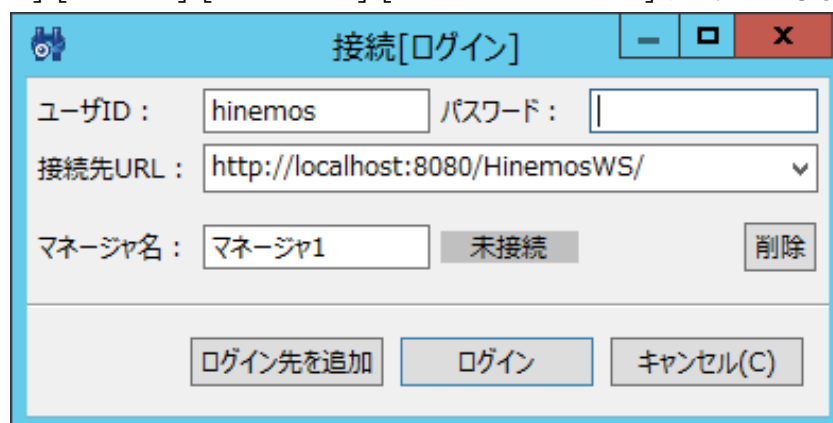 接続[ログイン]
ユーザID： hinemos パスワード：
接続先URL： http://localhost:8080/HinemosWS/
マネージャ名： マネージャ1 未接続 削除
ログイン先を追加 ログイン キャンセル(C)